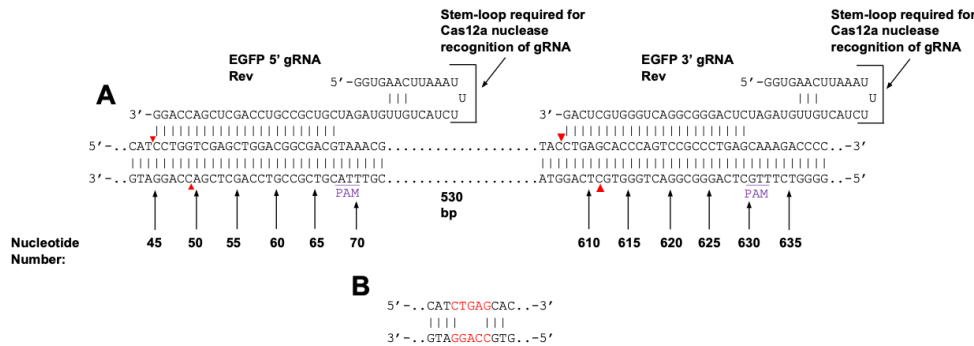 Stem-loop required for
Cas12a nuclease
recognition of gRNA
Stem-loop required for
Cas12a nuclease
recognition of gRNA
EGFP 5’ gRNA
Rev
EGFP 3’ gRNA
Rev
A
5’-GGUGAACUUAAAU
U
3’-GGACCAGCUCGACCUGCCGCUGCUAGAUGUUGUCAUCU
5’-GGUGAACUUAAAU
U
3’-GACUCGUGGGUCAGGCGGGACUCUAGAUGUUGUCAUCU
5’-..CATCCTGGTCGAGCTGGACGGCGACGTAAACG...............TACCTGAGCACCCAGTCCGCCCTGAGCAAAGACCCC..-3’
3’-..GTAGGACCAGCTCGACCTGCCGCTGCATTTGC...............ATGGACTCGTGGGTCAGGCGGGACTCGTTTCTGGGG..-5’
PAM
PAM
530
bp
Nucleotide
Number:
45 50 55 60 65 70 610 615 620 625 630 635
B
5’-..CATCTGAGCAC..-3’
3’-..GTAGGACCGTG..-5’